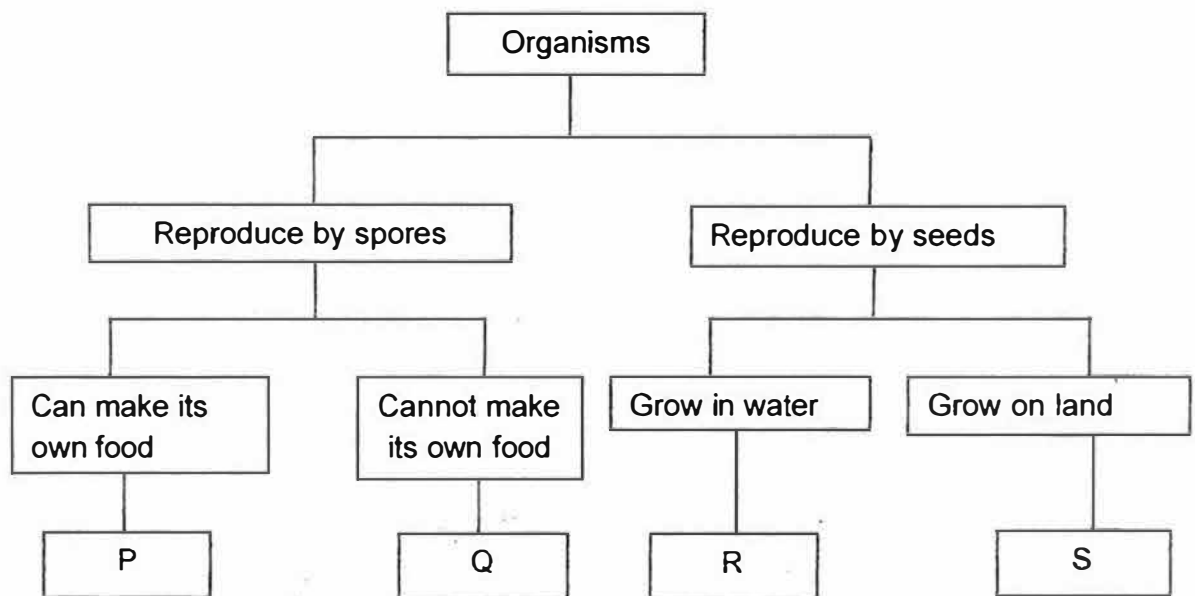 Organisms
Reproduce by spores
Reproduce by seeds
Can make its
own food
Cannot make
its own food
Grow in water
Grow on land
P
Q
R
S